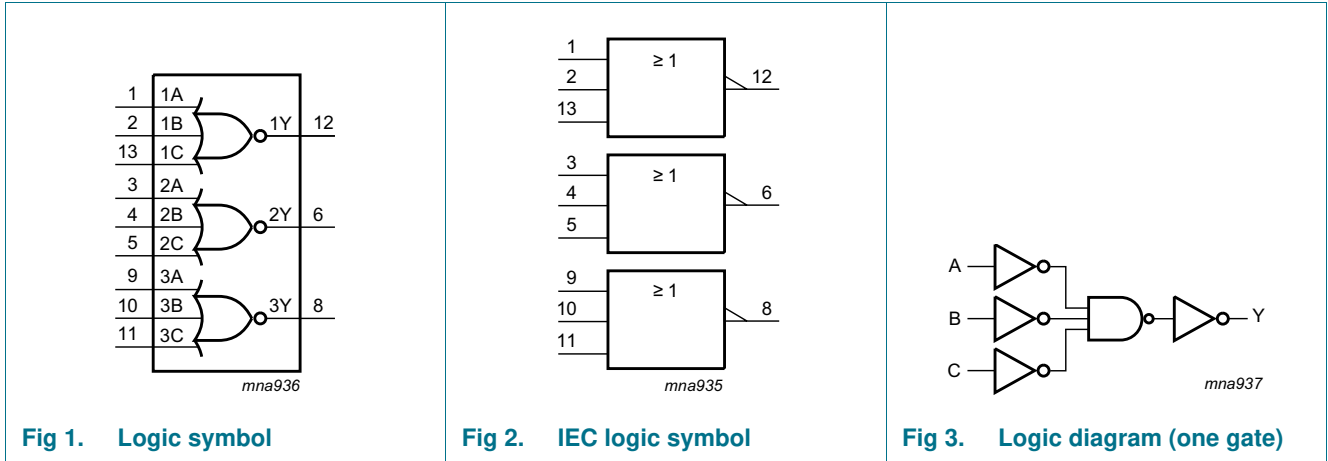 1 1A
2 1B 1Y 12
13 1C
3 2A
4 2B 2Y 6
5 2C
9 3A
10 3B 3Y 8
11 3C
mna936
Fig 1. Logic symbol
1 ≥ 1
2 12
13
3 ≥ 1
4 6
5
9 ≥ 1
10 8
11
mna935
Fig 2. IEC logic symbol
A
B Y
C
mna937
Fig 3. Logic diagram (one gate)